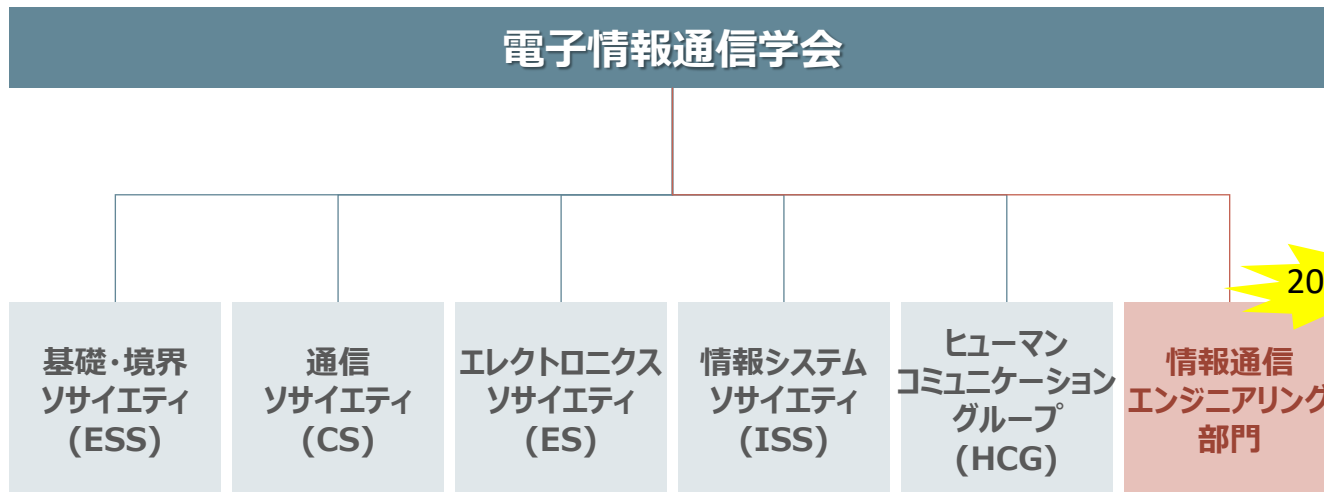 電子情報通信学会
20
基礎・境界
ソサイエティ
(ESS)
通信
ソサイエティ
(CS)
エレクトロニクス
ソサイエティ
(ES)
情報システム
ソサイエティ
(ISS)
ヒューマン
コミュニケーション
グループ
(HCG)
情報通信
エンジニアリング
部門